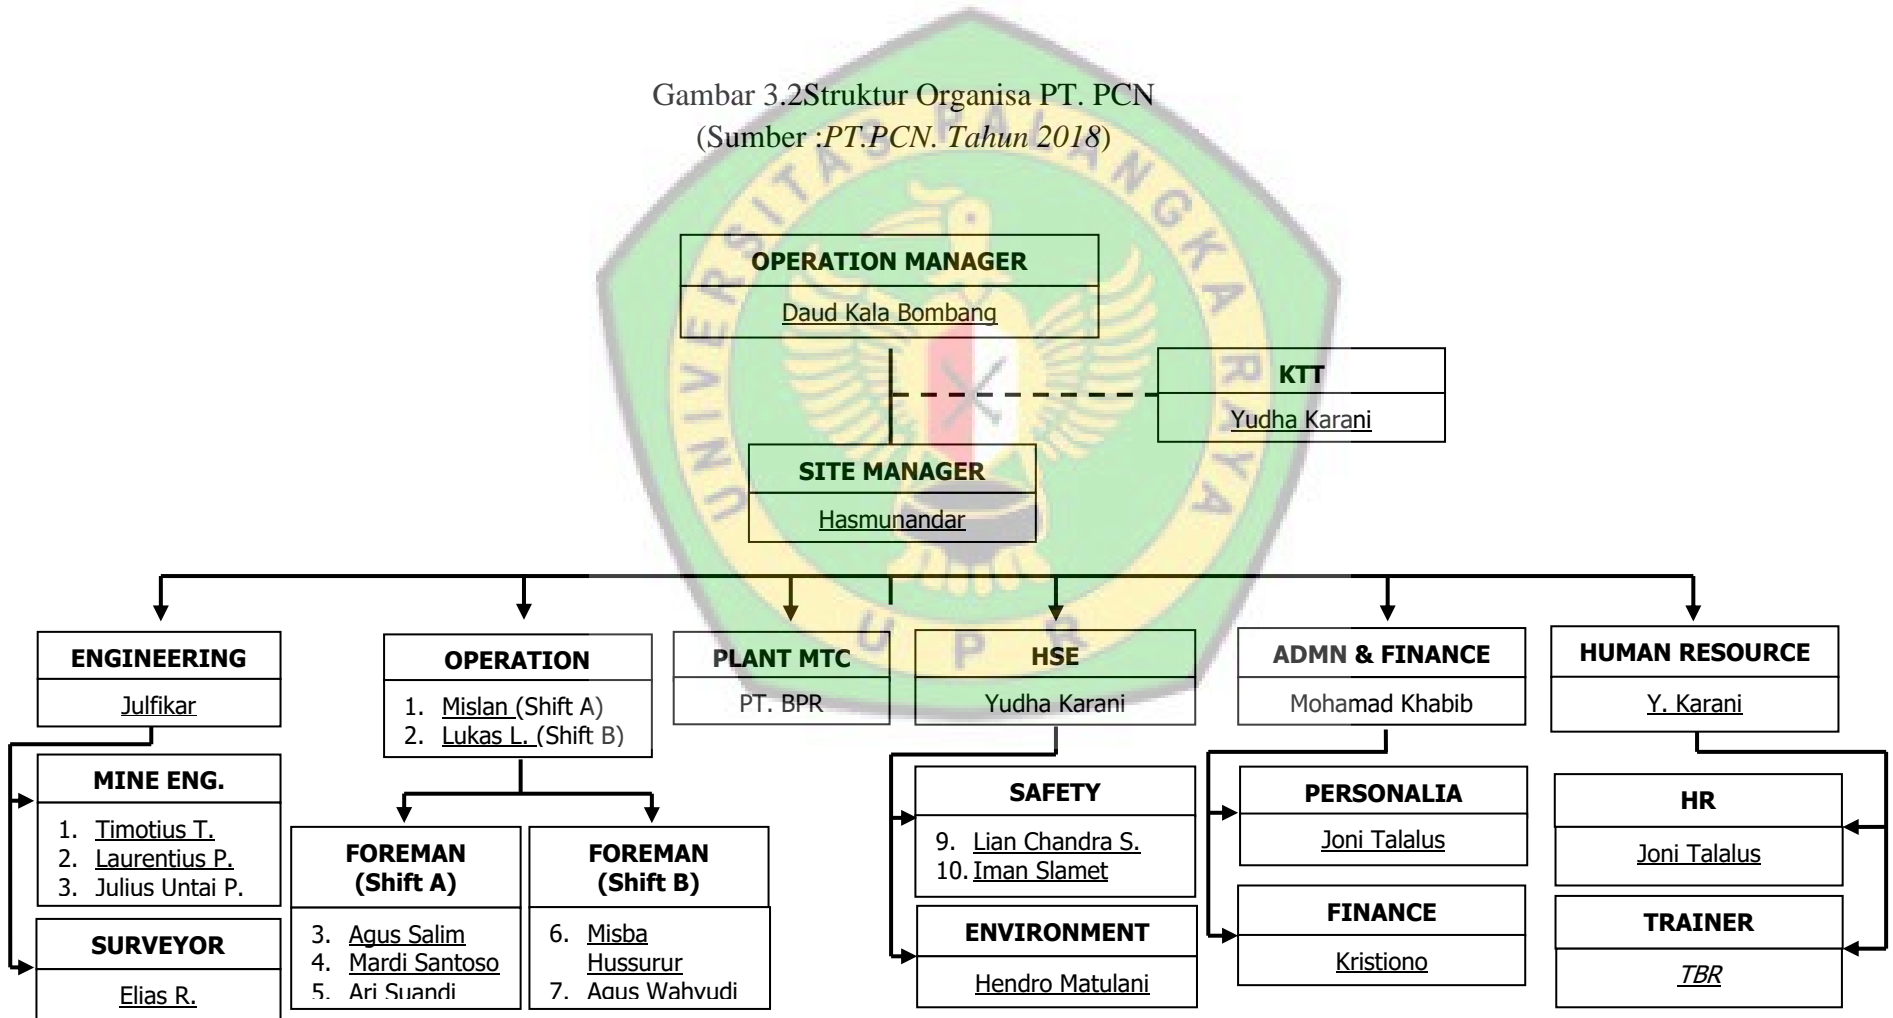 Gambar 3.2Struktur Organisa PT. PCN
(Sumber :PT.PCN. Tahun 2018)
UNIVERSITAS PALANGKA RAYA
UPR
OPERATION MANAGER
Daud Kala Bombang
KTT
Yudha Karani
SITE MANAGER
Hasmunandar
ENGINEERING
Julfikar
OPERATION
1. Mislan (Shift A)
2. Lukas L. (Shift B)
PLANT MTC
PT. BPR
HSE
Yudha Karani
ADMN & FINANCE
Mohamad Khabib
HUMAN RESOURCE
Y. Karani
MINE ENG.
1. Timotius T.
2. Laurentius P.
3. Julius Untai P.
SURVEYOR
Elias R.
FOREMAN
(Shift A)
3. Agus Salim
4. Mardi Santoso
5. Ari Suandi
FOREMAN
(Shift B)
6. Misba
Hussurur
7. Agus Wahyudi
SAFETY
9. Lian Chandra S.
10. Iman Slamet
ENVIRONMENT
Hendro Matulani
PERSONALIA
Joni Talalus
FINANCE
Kristiono
HR
Joni Talalus
TRAINER
TBR